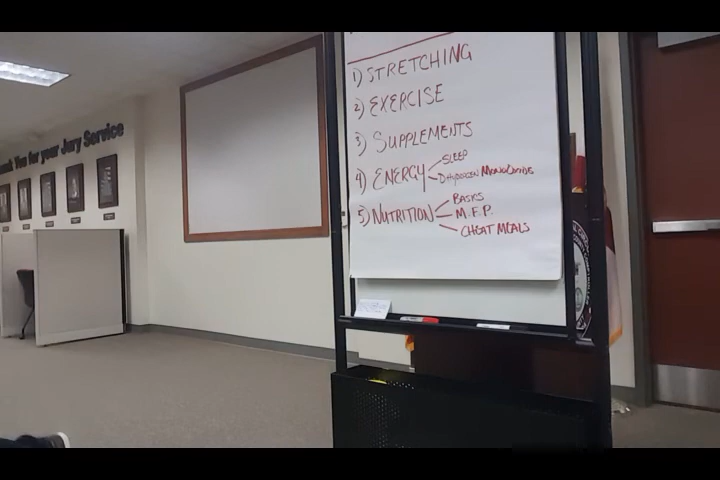 Thank You for your Jury Service
1) STRETCHING
2) EXERCISE
3) SUPPLEMENTS
4) ENERGY
SLEEP
DIHYDROGEN MONOOXIDE
5) NUTRITION
BASICS
M.F.P.
CHEAT MEALS